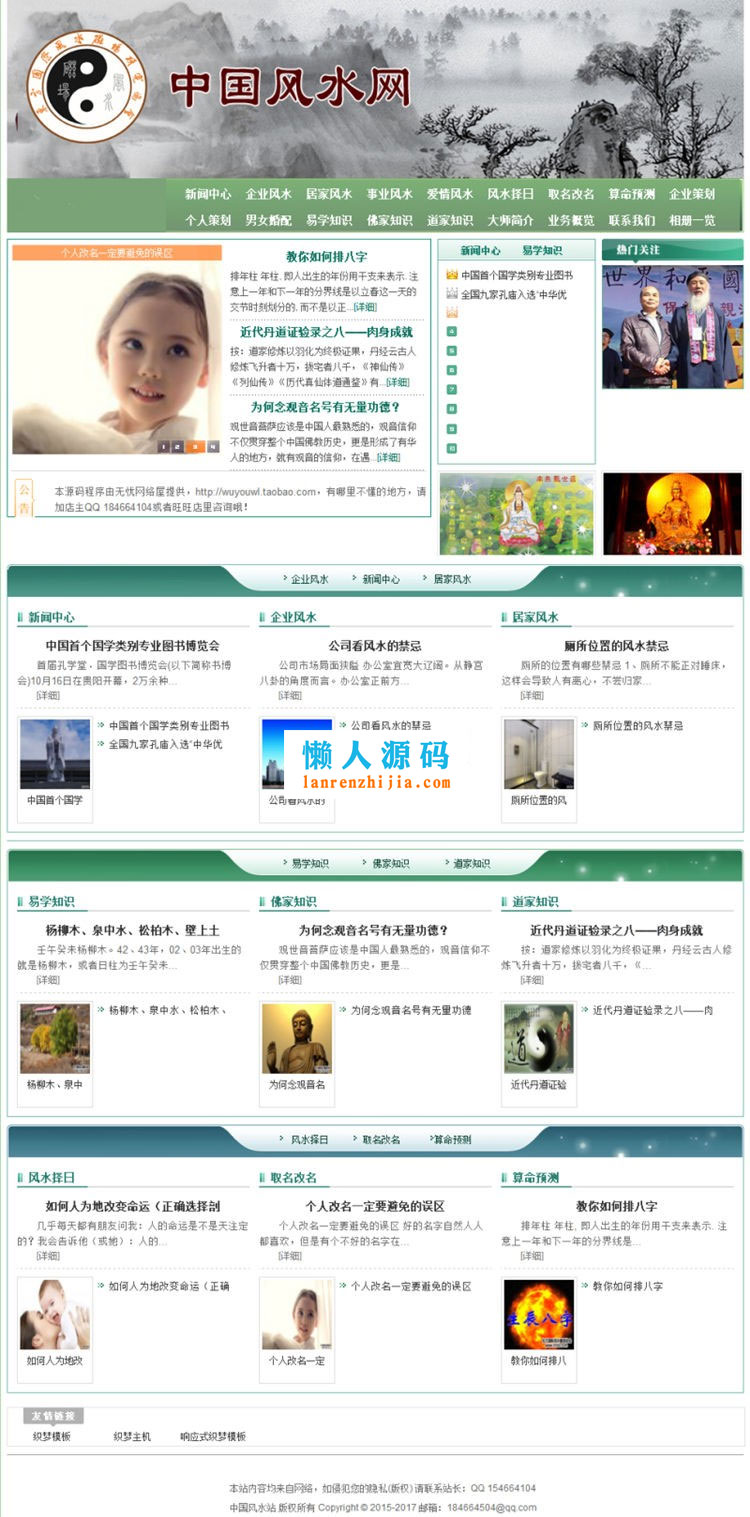 中国风水网
新闻中心 企业风水 居家风水 事业风水 爱情风水 风水择日 取名改名 算命预测 企业策划
个人策划 男女婚配 易学知识 佛家知识 道家知识 大师简介 业务概览 联系我们 相册一览
个人改名一定要避免的误区
1 2 3 4
教你如何排八字
排年柱 年柱, 即人出生的年份用干支来表示. 注
意上一年和下一年的分界线是以立春这一天的
交节时刻划分的, 而不是以正...[详细]
近代丹道证验录之八——肉身成就
按：道家修炼以羽化为终极证果，丹经云古人
修炼飞升者十万，拔宅者八千，《神仙传》
《列仙传》《历代真仙体道通鉴》有...[详细]
为何念观音名号有无量功德？
观世音菩萨应该是中国人最熟悉的，观音信仰
不仅贯穿整个中国佛教历史，更是形成了有华
人的地方，就有观音的信仰，在遇...[详细]
公告
本源码程序由无忧网络屋提供，http://wuyouwl.taobao.com，有哪里不懂的地方，请
加店主QQ 184664104或者旺旺店里咨询哦！
新闻中心 易学知识
中国首个国学类别专业图书
全国九家孔庙入选“中华优
4
5
6
7
8
9
10
热门关注
世界和平國
南无观世音
企业风水 新闻中心 居家风水
新闻中心
中国首个国学类别专业图书博览会
首届孔学堂．国学图书博览会(以下简称书博
会)10月16日在贵阳开幕，2万余种...
[详细]
中国首个国学类别专业图书
全国九家孔庙入选“中华优
中国首个国学
企业风水
公司看风水的禁忌
公司市场局面狭隘 办公室宜宽大辽阔。从静宫
八卦的角度而言。办公室正前方...
[详细]
公司看风水的禁忌
公司看风水的
居家风水
厕所位置的风水禁忌
厕所的位置有哪些禁忌 1、厕所不能正对睡床，
这样会导致人有离心，不尝归家...
[详细]
厕所位置的风水禁忌
厕所位置的风
懒人源码
lanrenzhijia.com
易学知识 佛家知识 道家知识
易学知识
杨柳木、泉中水、松柏木、壁上土
壬午癸未杨柳木。42、43年，02、03年出生的
就是杨柳木，或者日柱为壬午癸未...
[详细]
杨柳木、泉中水、松柏木、
杨柳木、泉中
佛家知识
为何念观音名号有无量功德？
观世音菩萨应该是中国人最熟悉的，观音信仰不
仅贯穿整个中国佛教历史，更是...
[详细]
为何念观音名号有无量功德
为何念观音名
道家知识
近代丹道证验录之八——肉身成就
按：道家修炼以羽化为终极证果，丹经云古人修
炼飞升者十万，拔宅者八千，《...
[详细]
近代丹道证验录之八——肉
道
近代丹道证验
风水择日 取名改名 算命预测
风水择日
如何人为地改变命运（正确选择剖
几乎每天都有朋友问我：人的命运是不是天注定
的？我会告诉他（或她）：人的...
[详细]
如何人为地改变命运（正确
如何人为地改
取名改名
个人改名一定要避免的误区
个人改名一定要避免的误区 好的名字自然人人
都喜欢，但是有个不好的名字在...
[详细]
个人改名一定要避免的误区
个人改名一定
算命预测
教你如何排八字
排年柱 年柱, 即人出生的年份用干支来表示. 注
意上一年和下一年的分界线是...
[详细]
教你如何排八字
生辰八字
教你如何排八
友情链接
织梦模板 织梦主机 响应式织梦模板
本站内容均来自网络，如侵犯您的隐私(版权)请联系站长：QQ 154664104
中国风水站 版权所有 Copyright © 2015-2017 邮箱：184664504@qq.com